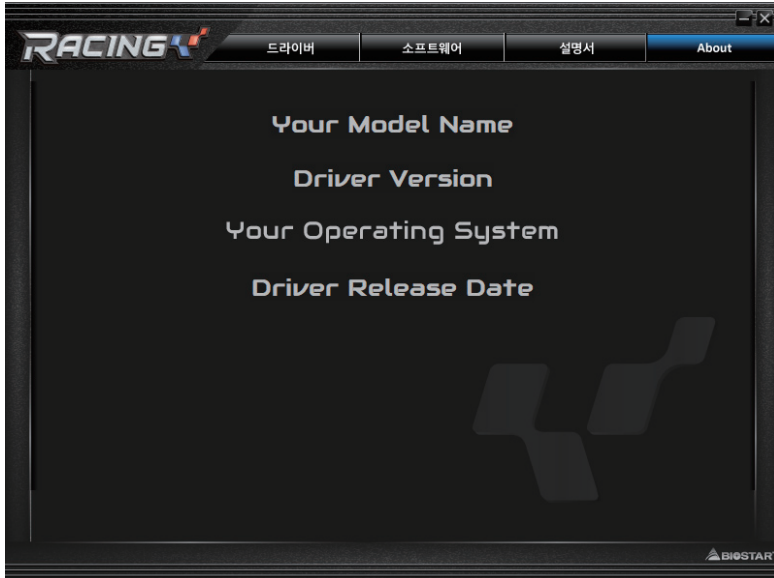 RACING
드라이버 소프트웨어 설명서 About
Your Model Name
Driver Version
Your Operating System
Driver Release Date
BIOSTAR